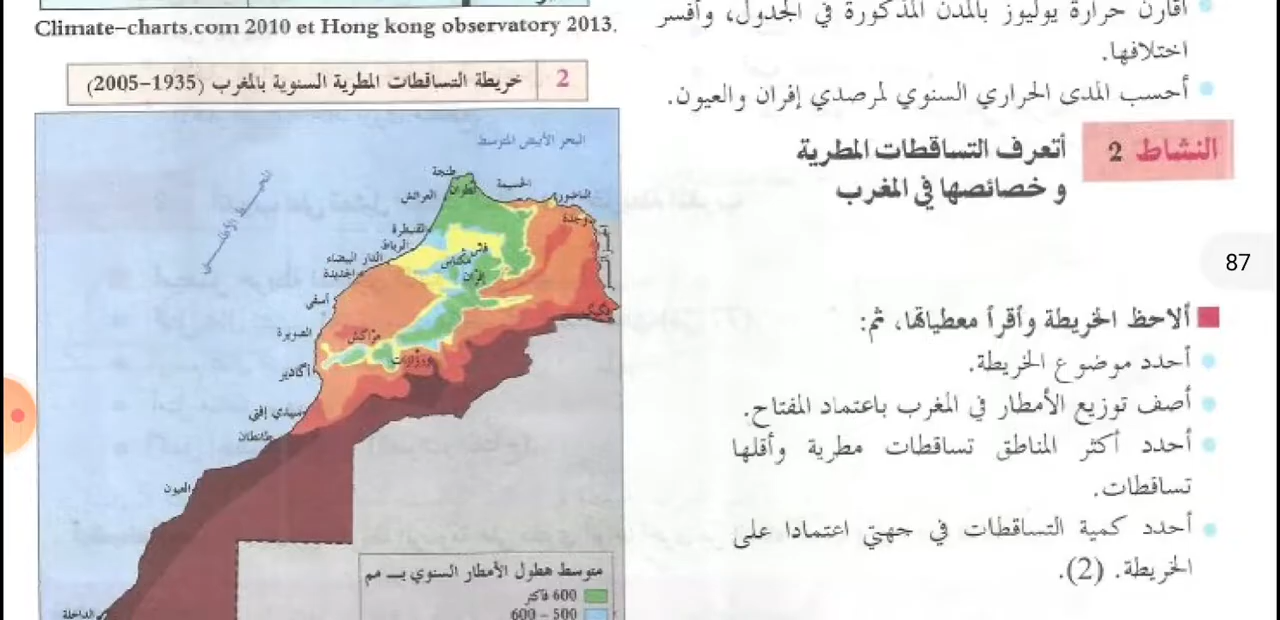 أقارن حرارة يوليوز بالمدن المذكورة في الجدول، وأفسر
اختلافها.
أحسب المدى الحراري السنوي لمرصدي إفران والعيون.
النشاط 2
أتعرف التساقطات المطرية
و خصائصها في المغرب
87
ألاحظ الخريطة وأقرأ معطياتها، ثم:
أحدد موضوع الخريطة.
أصف توزيع الأمطار في المغرب باعتماد المفتاح.
أحدد أكثر المناطق تساقطات مطرية وأقلها
تساقطات.
أحدد كمية التساقطات في جهتي اعتمادا على
الخريطة. (2).
Climate-charts.com 2010 et Hong kong observatory 2013.
2 خريطة التساقطات المطرية السنوية بالمغرب (1935-2005)
البحر الأبيض المتوسط
طنجة
تطوان
الحسيمة
الناضور
العرائش
وجدة
القنيطرة
الرباط
فاس
مكناس
الدار البيضاء
إفران
الجديدة
آسفي
مراكش
الصويرة
وورزازات
أكادير
سيدي إفني
طانطان
العيون
الداخلة
متوسط هطول الأمطار السنوي بـ مم
600 فأكثر
500 - 600